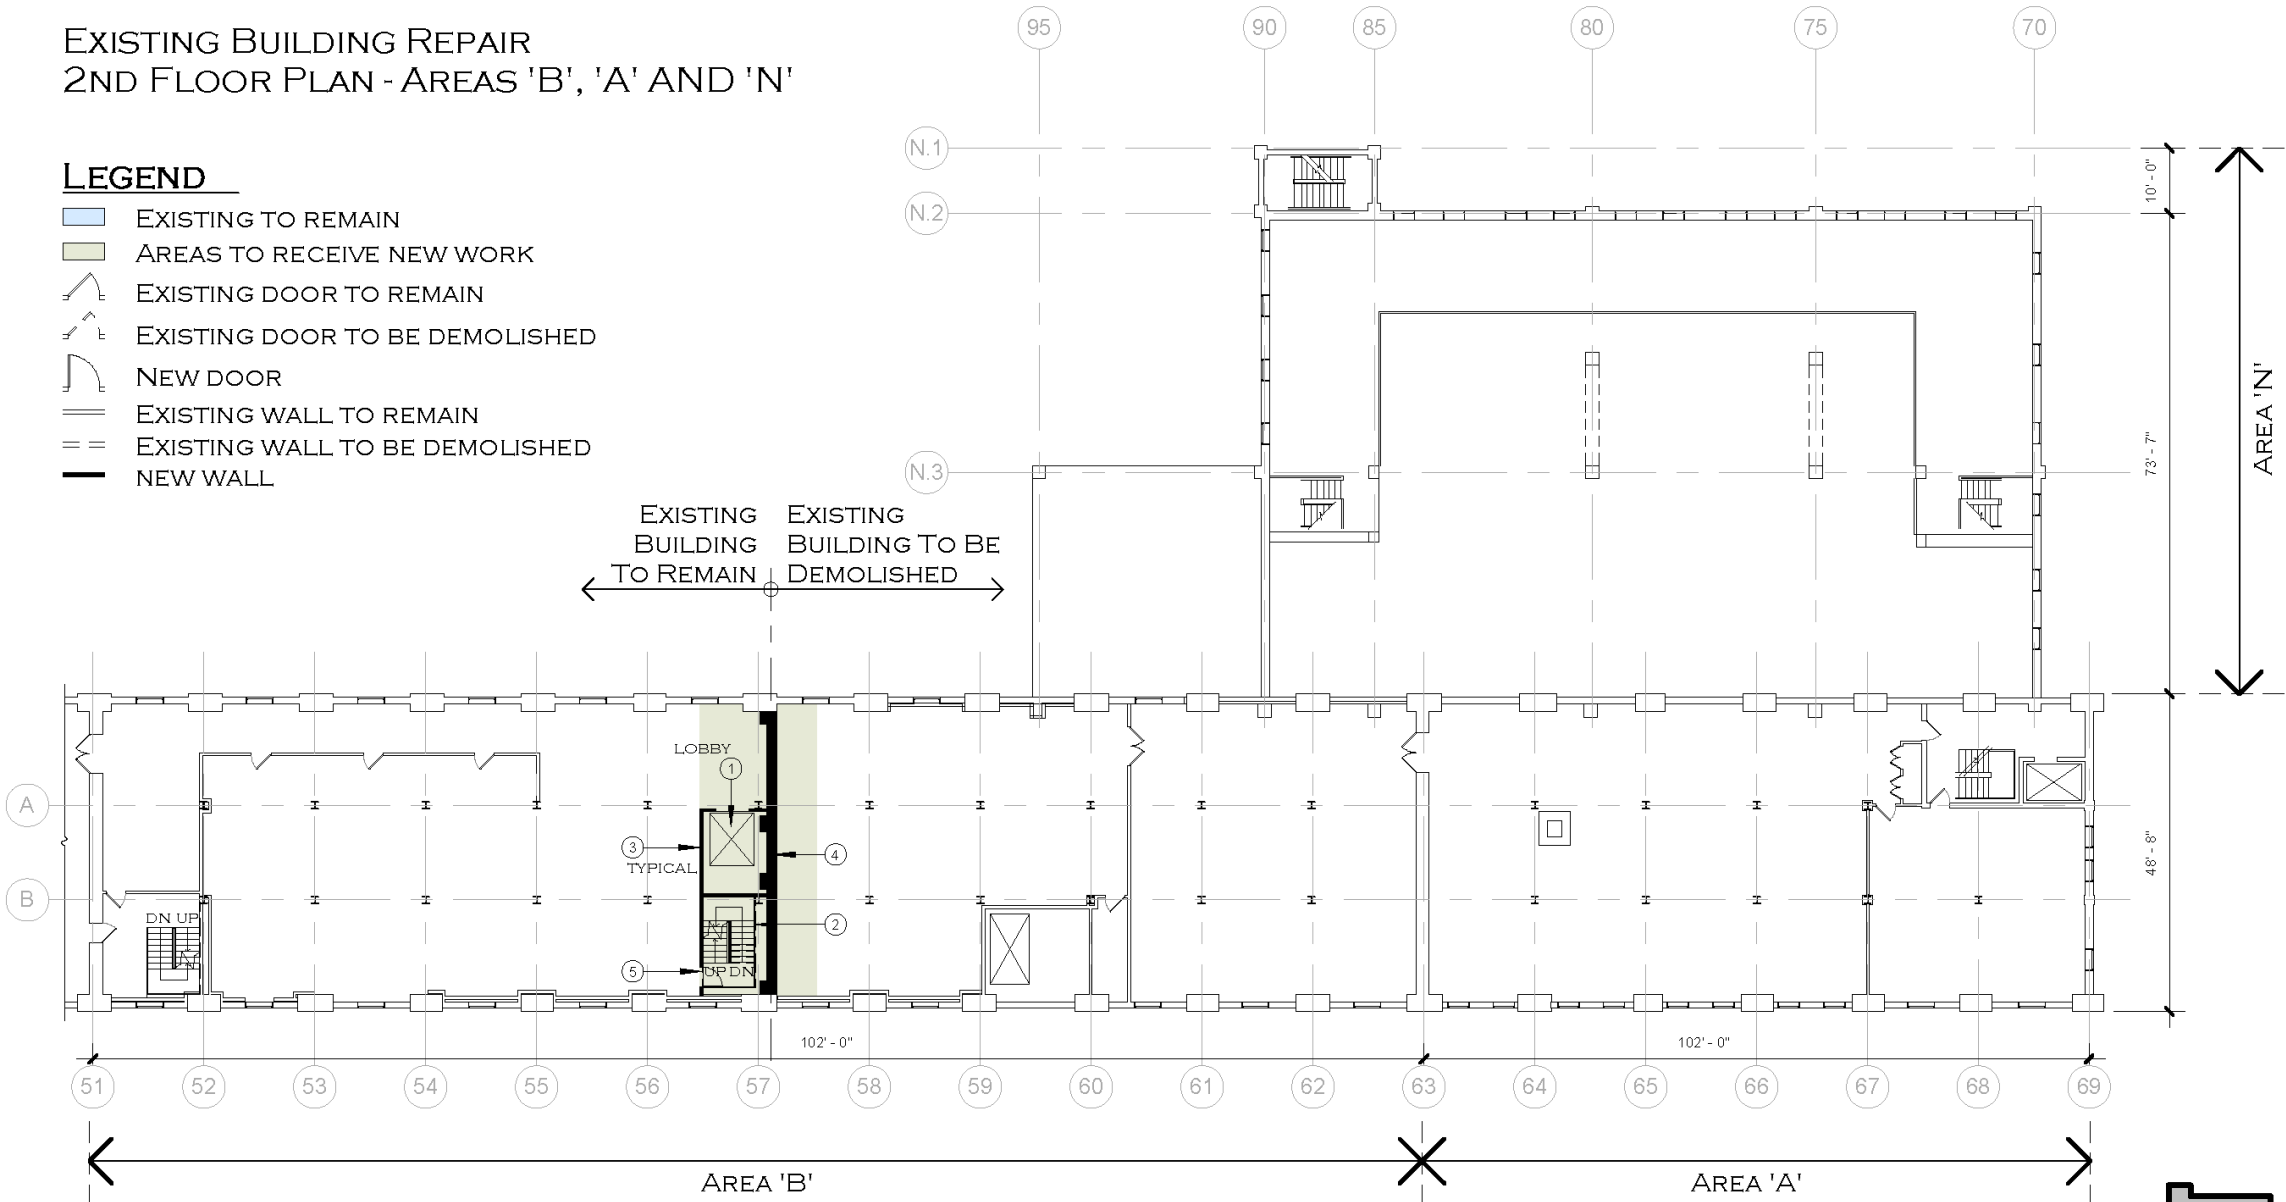 EXISTING BUILDING REPAIR
2ND FLOOR PLAN - AREAS 'B', 'A' AND 'N'
LEGEND
EXISTING TO REMAIN
AREAS TO RECEIVE NEW WORK
EXISTING DOOR TO REMAIN
EXISTING DOOR TO BE DEMOLISHED
NEW DOOR
EXISTING WALL TO REMAIN
EXISTING WALL TO BE DEMOLISHED
NEW WALL
95 90 85 80 75 70
N.1
N.2
N.3
10' - 0"
73' - 7"
AREA 'N'
EXISTING
BUILDING
TO REMAIN
EXISTING
BUILDING TO BE
DEMOLISHED
LOBBY
1
A
3
TYPICAL
4
B
DN UP
2
5
UP DN
48' - 8"
102' - 0"
102' - 0"
51 52 53 54 55 56 57 58 59 60 61 62 63 64 65 66 67 68 69
AREA 'B'
AREA 'A'